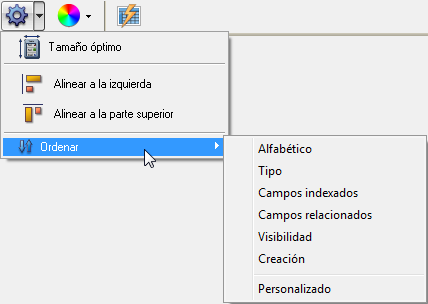 Tamaño óptimo
Alinear a la izquierda
Alinear a la parte superior
Ordenar
Alfabético
Tipo
Campos indexados
Campos relacionados
Visibilidad
Creación
Personalizado